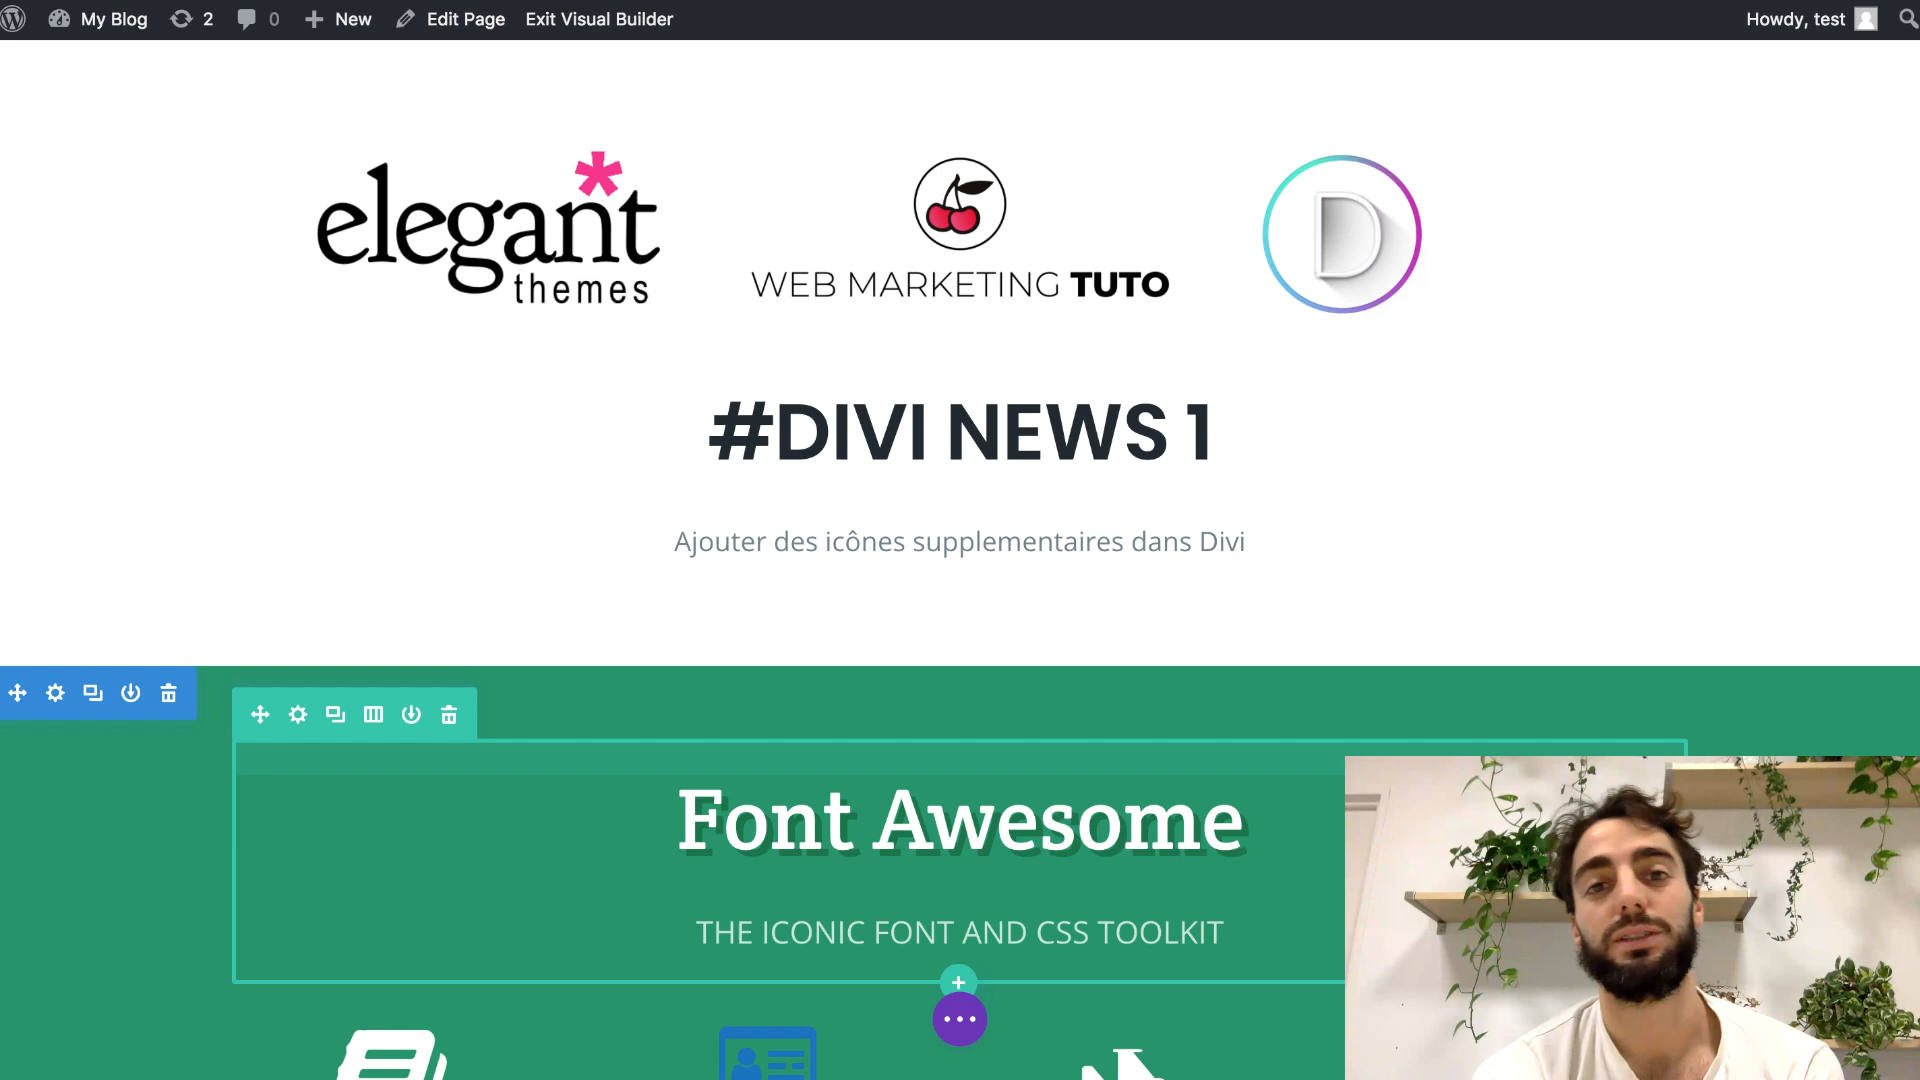 My Blog 2 0 New Edit Page Exit Visual Builder Howdy, test
elegant
themes
WEB MARKETING TUTO
D
#DIVI NEWS 1
Ajouter des icônes supplementaires dans Divi
Font Awesome
THE ICONIC FONT AND CSS TOOLKIT